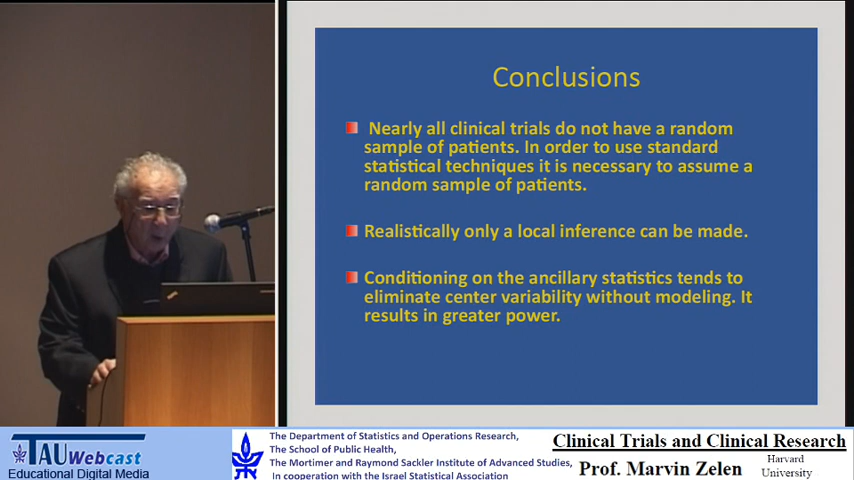 Conclusions
Nearly all clinical trials do not have a random
sample of patients. In order to use standard
statistical techniques it is necessary to assume a
random sample of patients.
Realistically only a local inference can be made.
Conditioning on the ancillary statistics tends to
eliminate center variability without modeling. It
results in greater power.
TAU Webcast
Educational Digital Media
The Department of Statistics and Operations Research,
The School of Public Health,
The Mortimer and Raymond Sackler Institute of Advanced Studies,
In cooperation with the Israel Statistical Association
Clinical Trials and Clinical Research
Prof. Marvin Zelen
Harvard
University